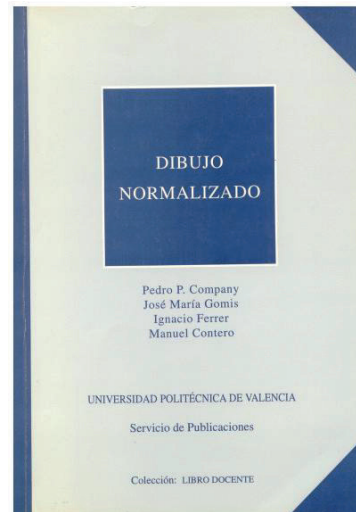 DIBUJO
NORMALIZADO
Pedro P. Company
José María Gomis
Ignacio Ferrer
Manuel Contero
UNIVERSIDAD POLITÉCNICA DE VALENCIA
Servicio de Publicaciones
Colección: LIBRO DOCENTE